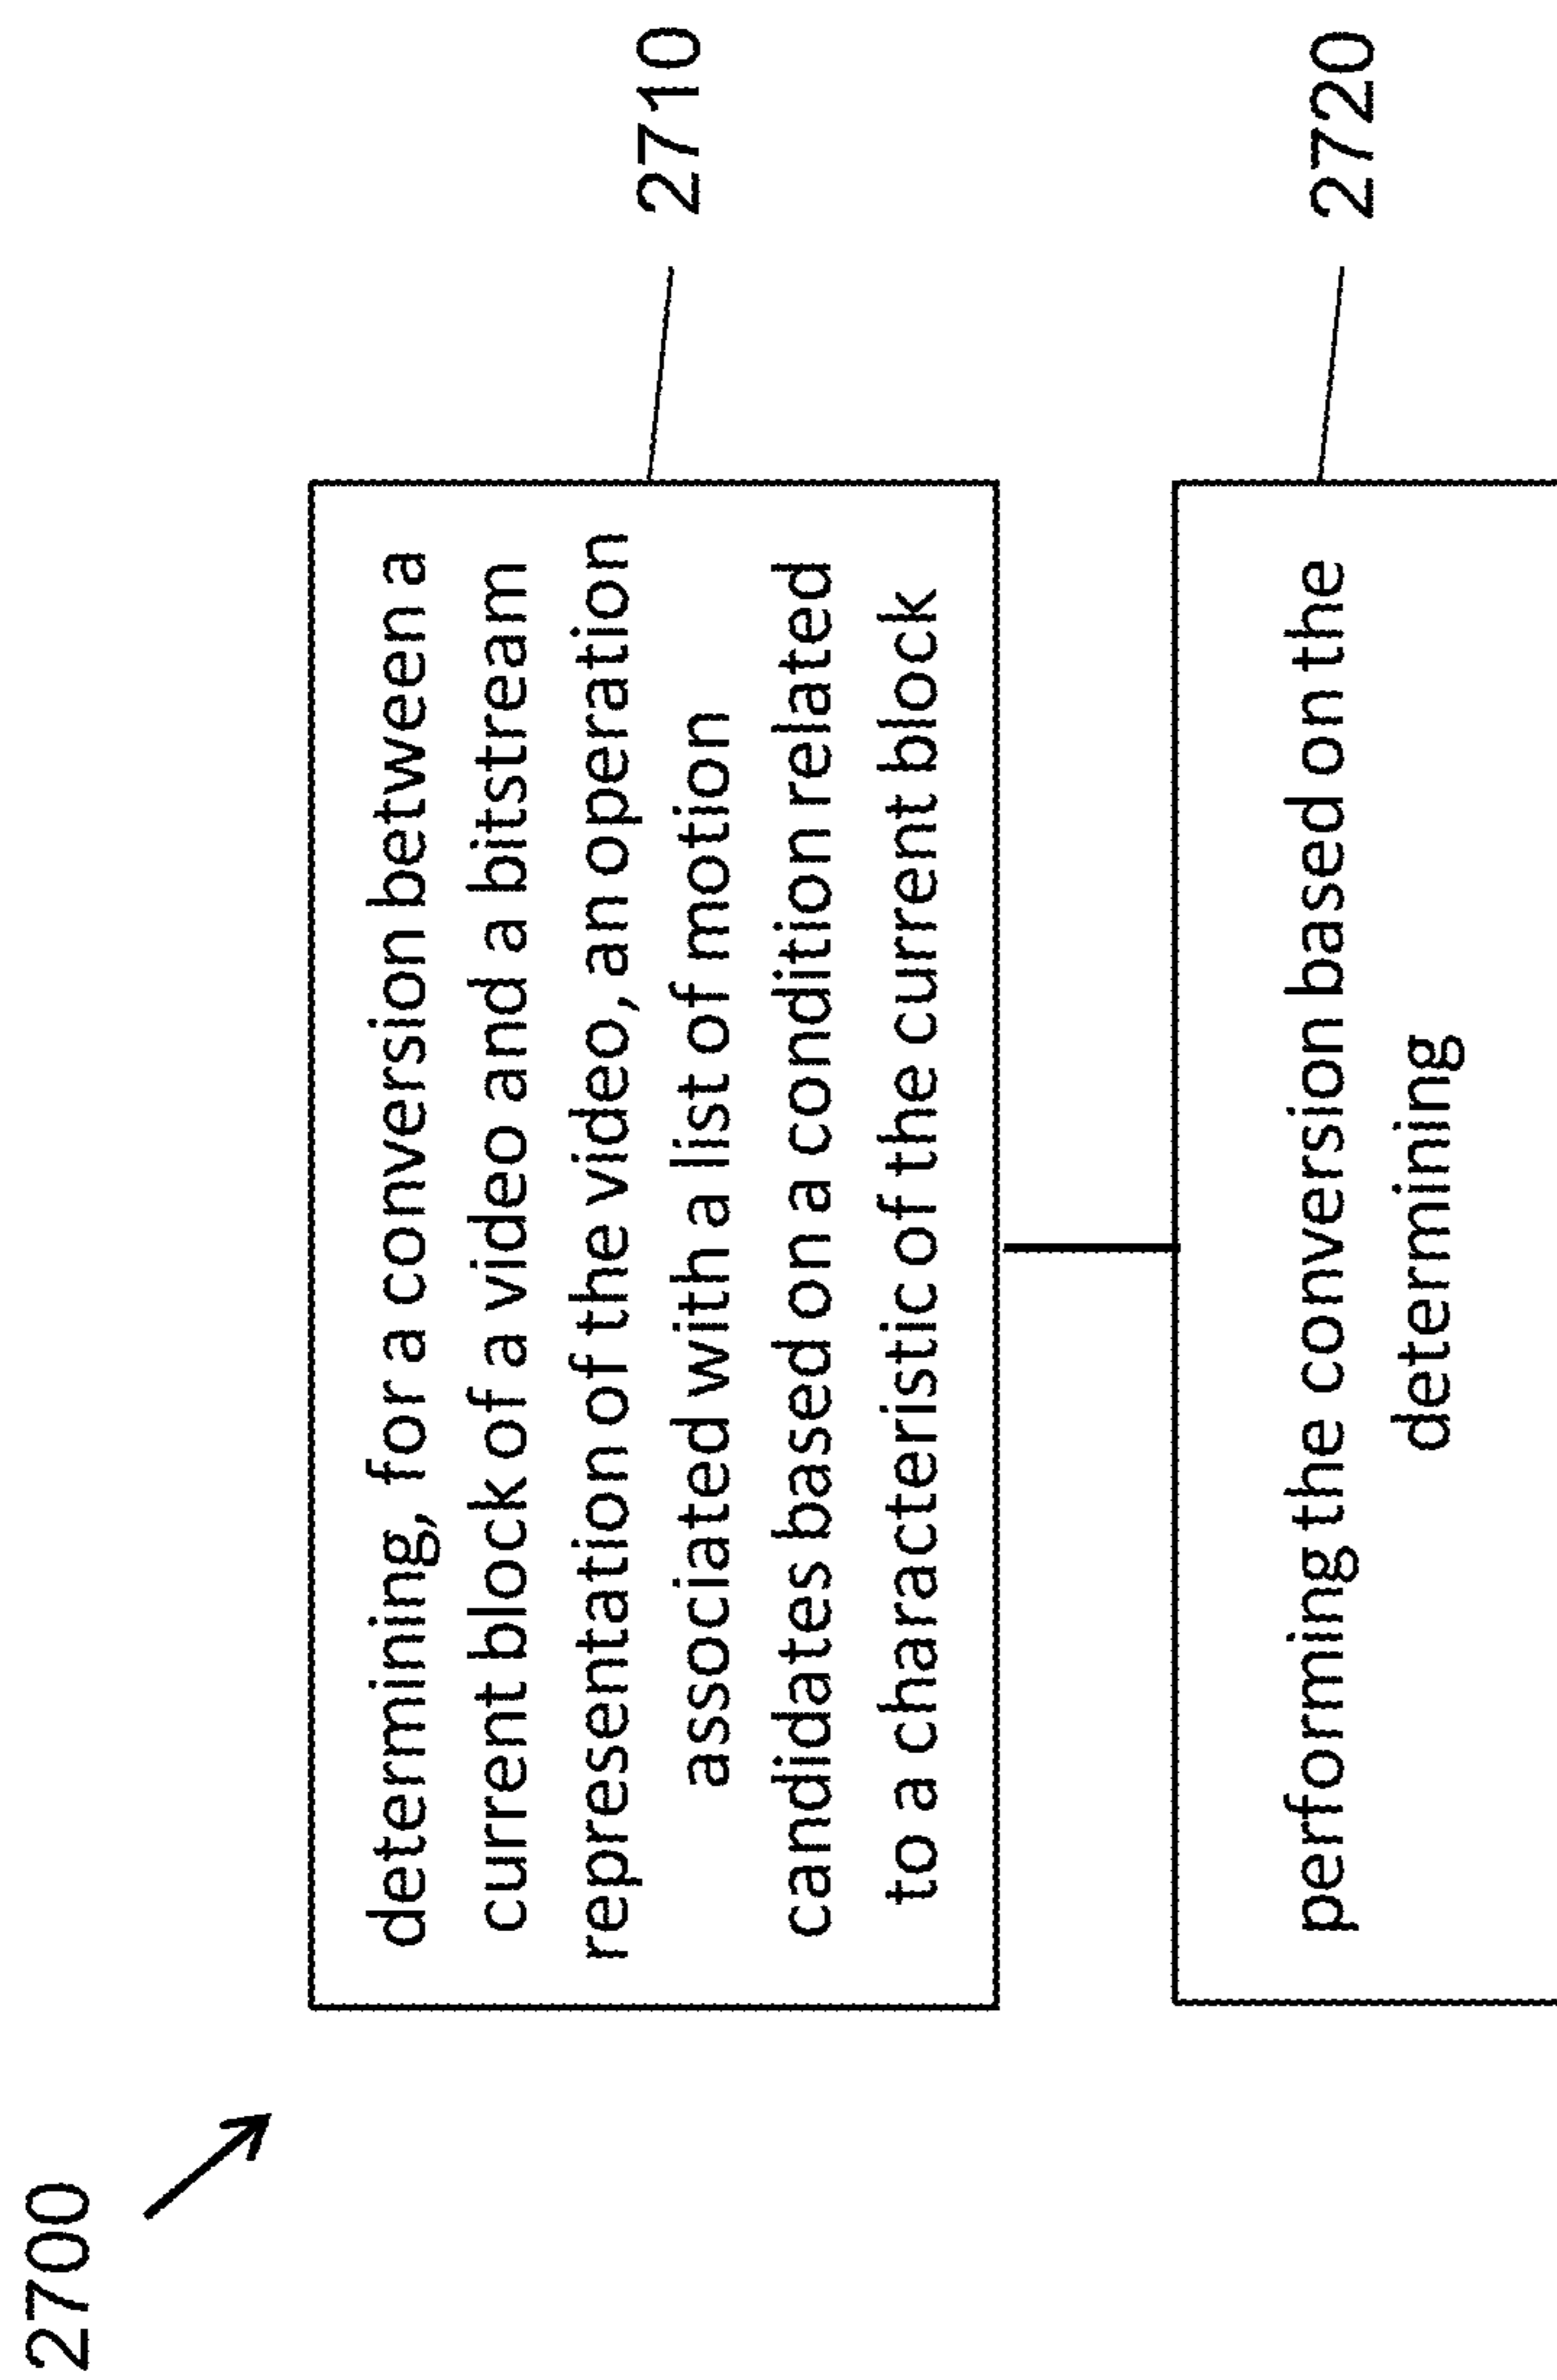 2700
determining, for a conversion between a
current block of a video and a bitstream
representation of the video, an operation
associated with a list of motion
candidates based on a condition related
to a characteristic of the current block
2710
performing the conversion based on the
determining
2720